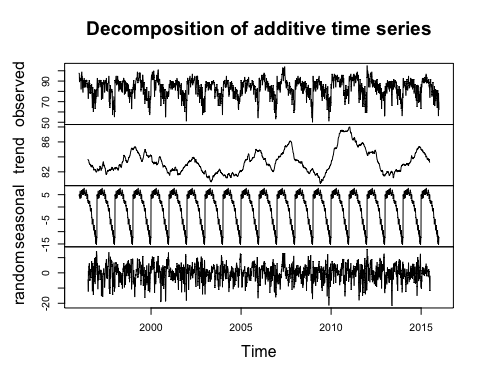 Decomposition of additive time series
observed
50
70
90
trend
82
86
seasonal
-15
-5
5
random
-20
0
2000
2005
2010
2015
Time